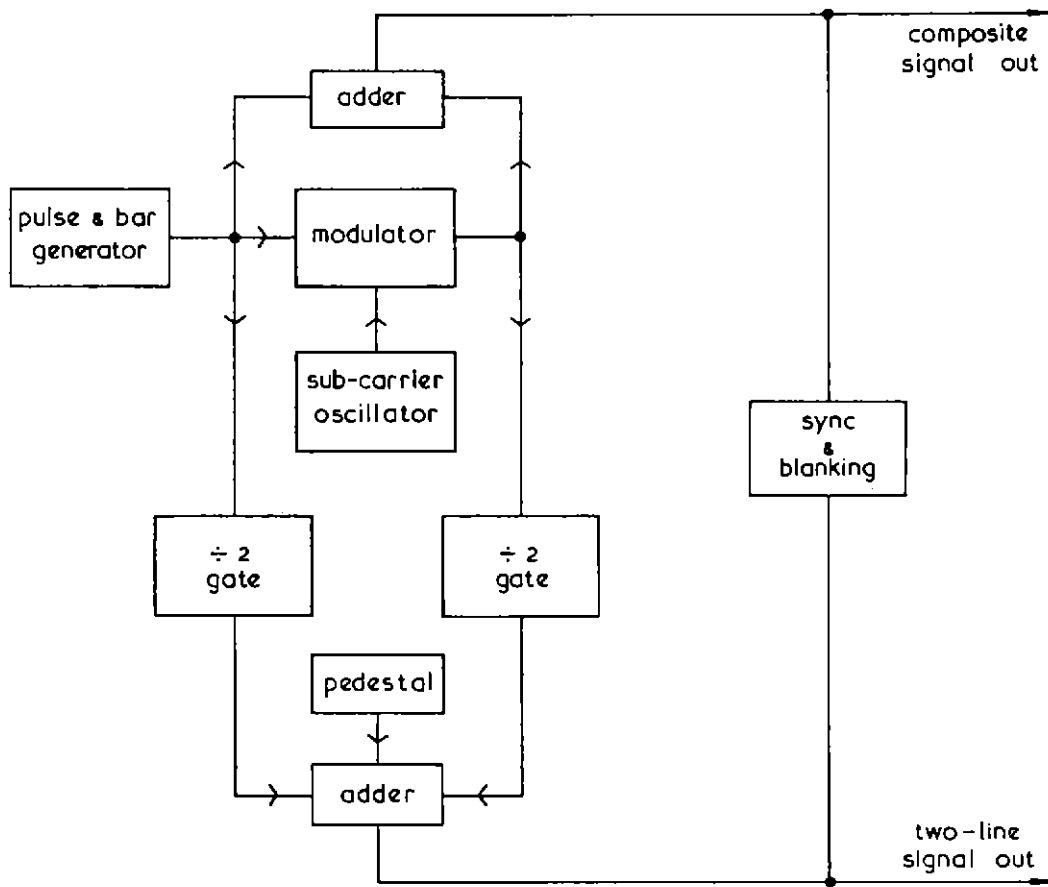 composite
signal out
adder
pulse & bar
generator
modulator
sub-carrier
oscillator
sync
&
blanking
÷ 2
gate
÷ 2
gate
pedestal
adder
two-line
signal out